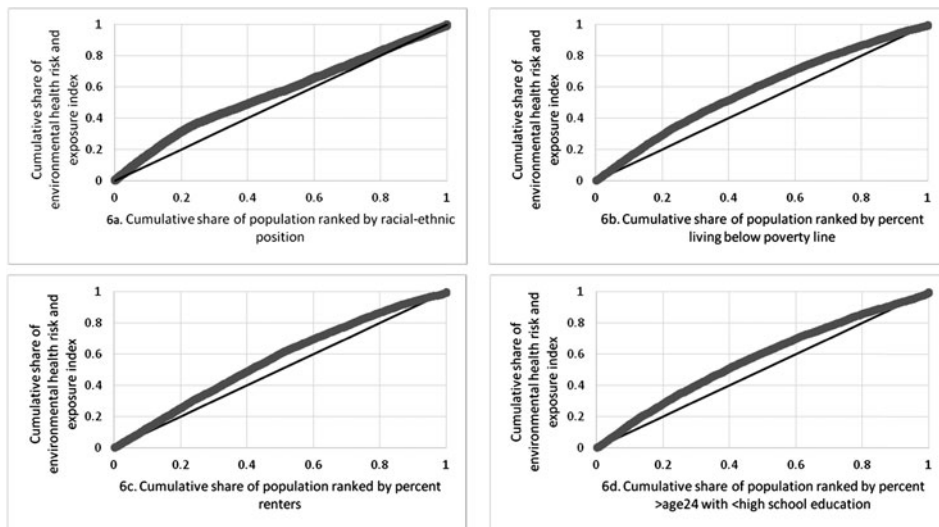 Cumulative share of
environmental health risk and
exposure index
1
0.8
0.6
0.4
0.2
0
0
0.2
0.4
0.6
0.8
1
6a. Cumulative share of population ranked by racial-ethnic
position
Cumulative share of
environmental health risk and
exposure index
1
0.8
0.6
0.4
0.2
0
0
0.2
0.4
0.6
0.8
1
6b. Cumulative share of population ranked by percent
living below poverty line
Cumulative share of
environmental health risk and
exposure index
1
0.8
0.6
0.4
0.2
0
0
0.2
0.4
0.6
0.8
1
6c. Cumulative share of population ranked by percent
renters
Cumulative share of
environmental health risk and
exposure index
1
0.8
0.6
0.4
0.2
0
0
0.2
0.4
0.6
0.8
1
6d. Cumulative share of population ranked by percent
>age24 with <high school education